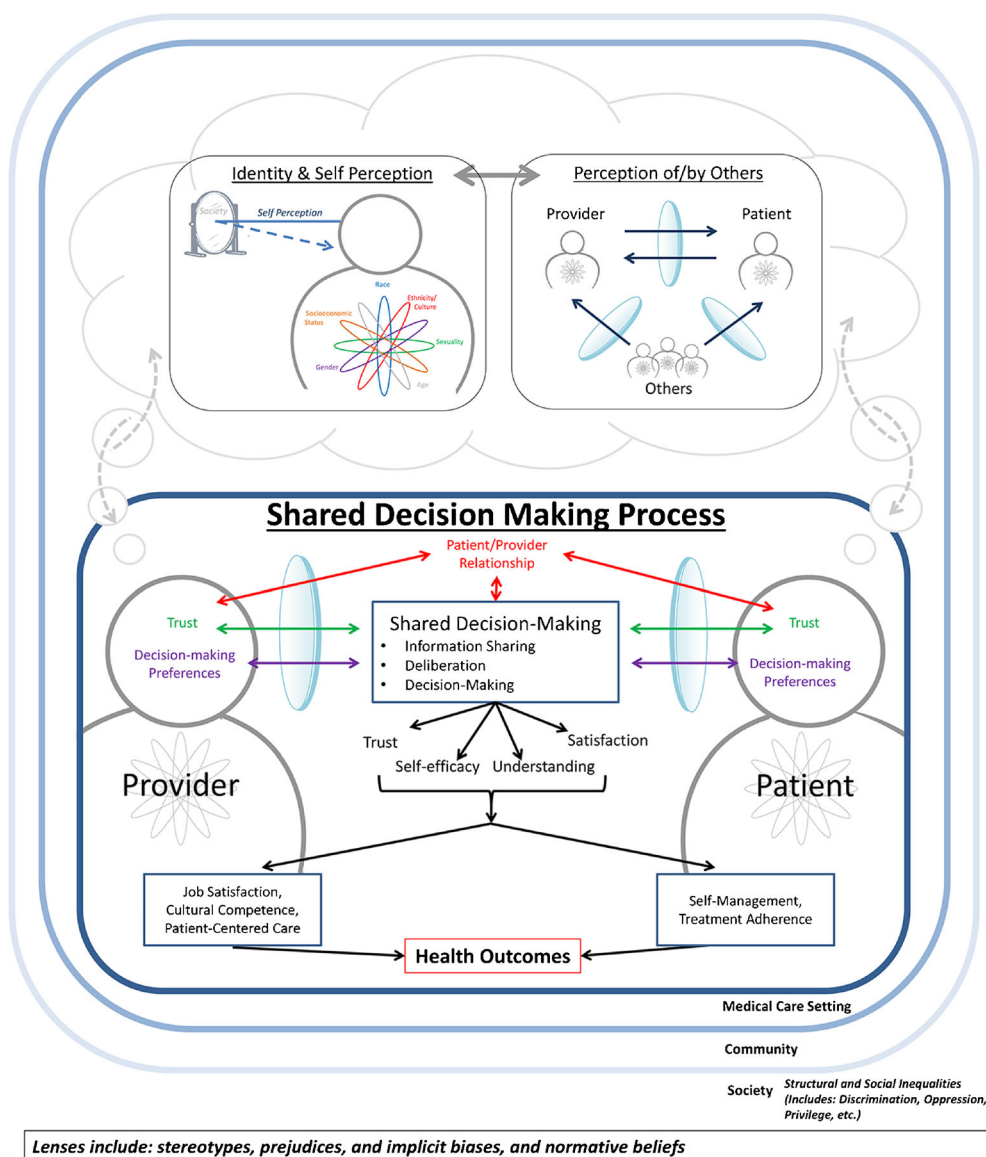 Identity & Self Perception
Society
Self Perception
Race
Ethnicity/
Culture
Socioeconomic
Status
Sexuality
Gender
Age
Perception of/by Others
Provider
Patient
Others
Shared Decision Making Process
Patient/Provider
Relationship
Trust
Decision-making
Preferences
Shared Decision-Making
• Information Sharing
• Deliberation
• Decision-Making
Trust
Decision-making
Preferences
Trust
Satisfaction
Self-efficacy
Understanding
Provider
Patient
Job Satisfaction,
Cultural Competence,
Patient-Centered Care
Self-Management,
Treatment Adherence
Health Outcomes
Medical Care Setting
Community
Society
Structural and Social Inequalities
(Includes: Discrimination, Oppression,
Privilege, etc.)
Lenses include: stereotypes, prejudices, and implicit biases, and normative beliefs